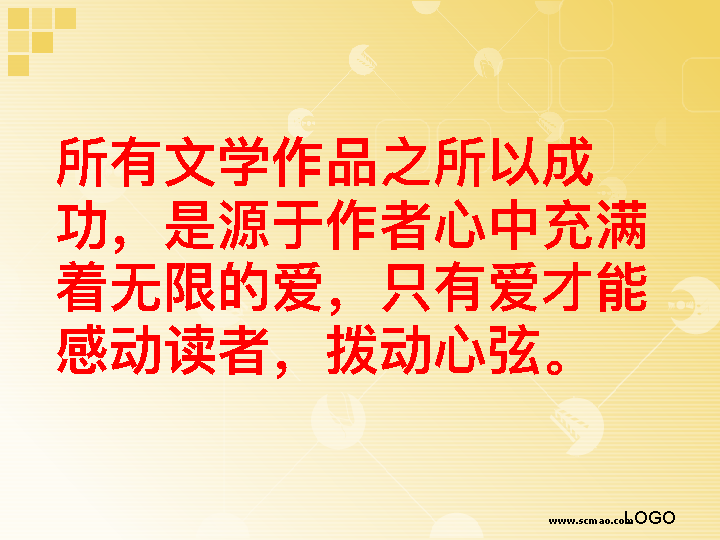 所有文学作品之所以成
功，是源于作者心中充满
着无限的爱，只有爱才能
感动读者，拨动心弦。
www.scmao.com
LOGO